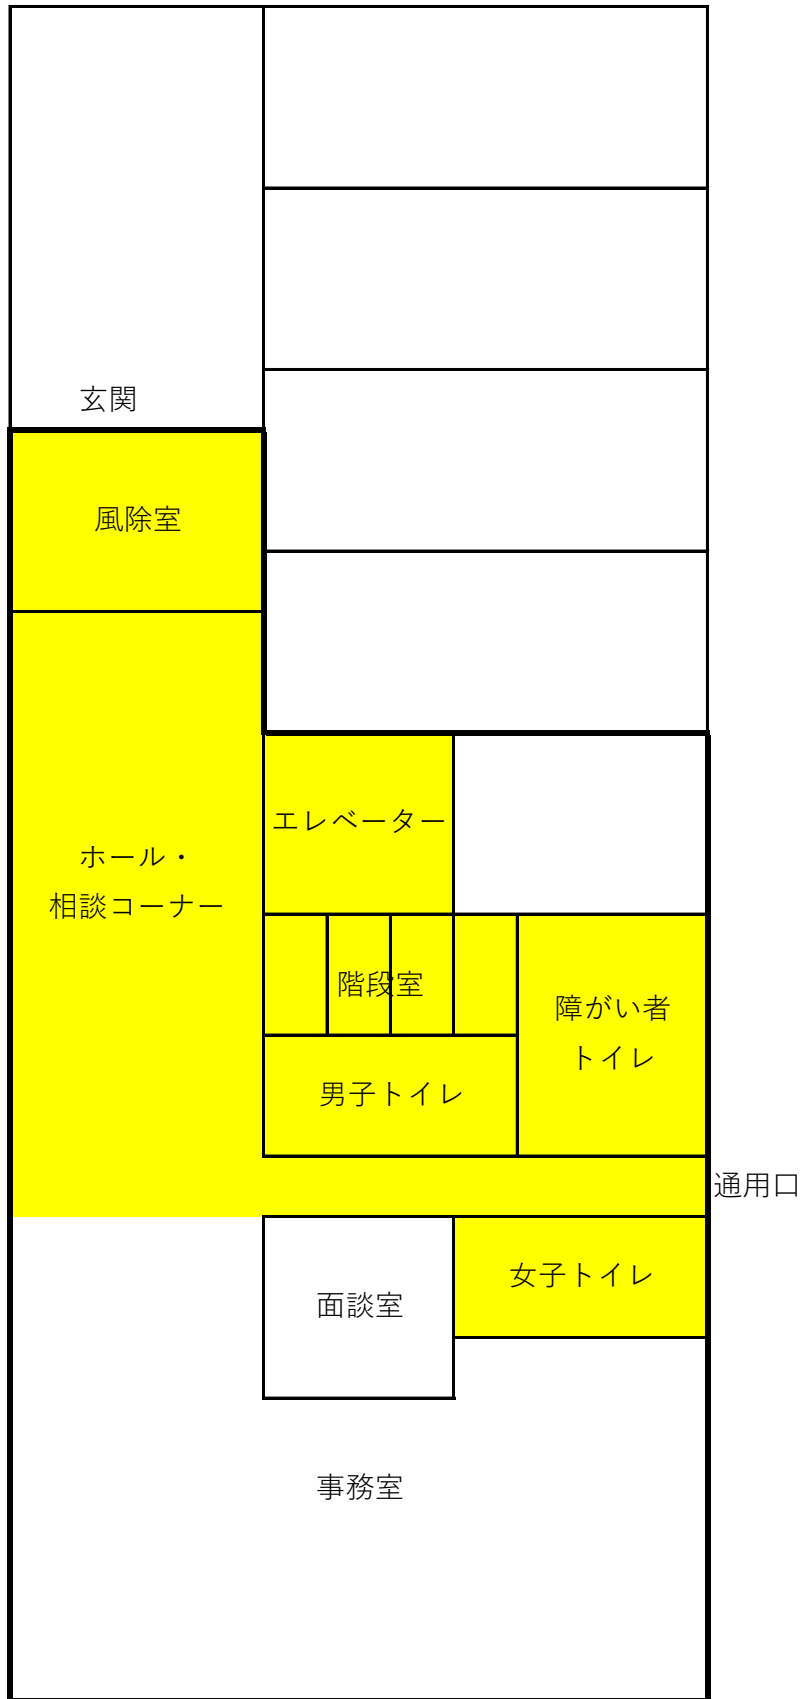 玄関
風除室
エレベーター
ホール・
相談コーナー
階段室
障がい者
トイレ
男子トイレ
通用口
女子トイレ
面談室
事務室